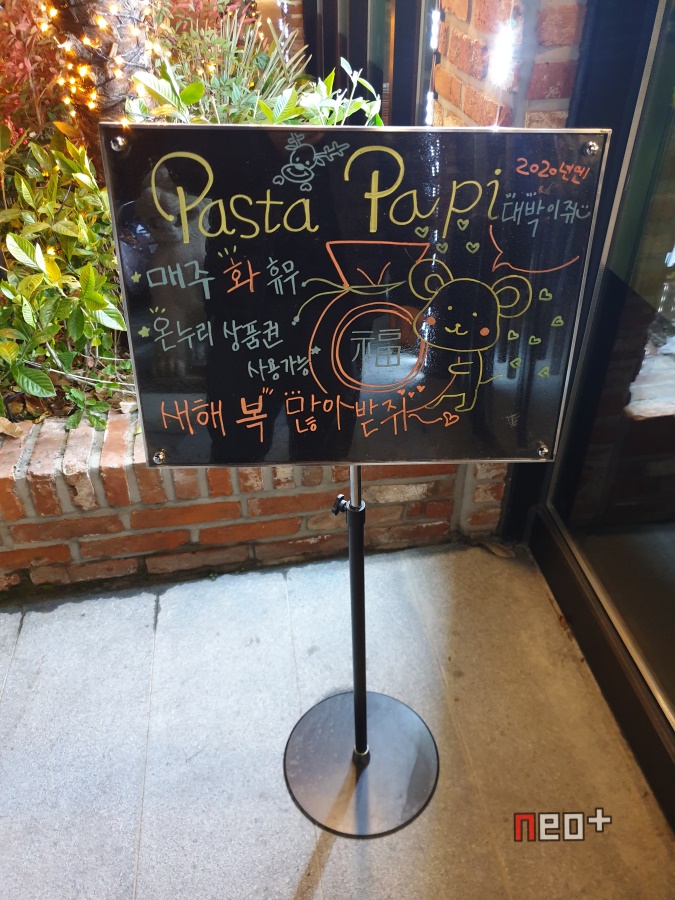 Pasta Papi
2020년엔
대박이쥐
매주 화 휴무
온누리 상품권
사용가능
福
새해 복 많아받쥐~
neo+